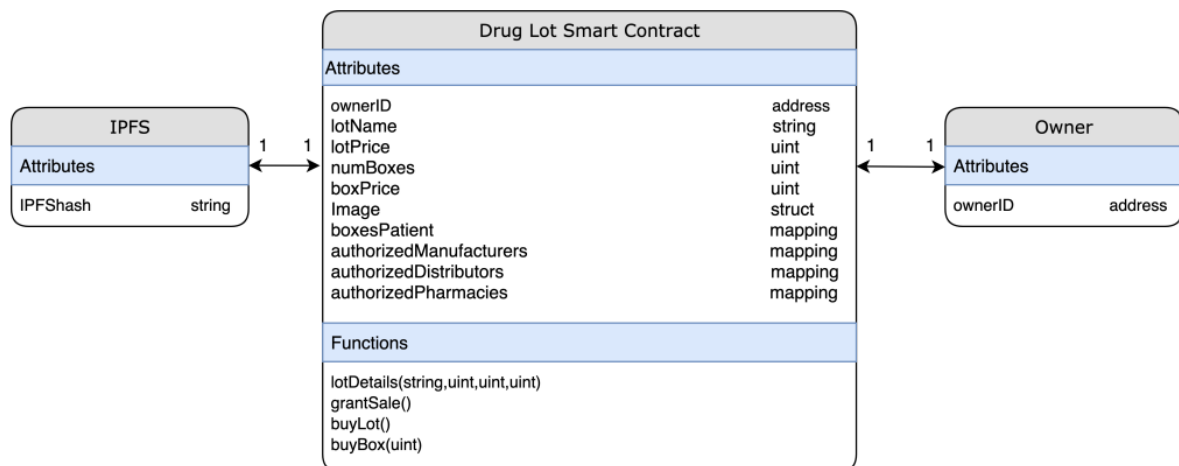 IPFS
Attributes
IPFShash string
1 1
Drug Lot Smart Contract
Attributes
ownerID address
lotName string
lotPrice uint
numBoxes uint
boxPrice uint
Image struct
boxesPatient mapping
authorizedManufacturers mapping
authorizedDistributors mapping
authorizedPharmacies mapping
Functions
lotDetails(string,uint,uint,uint)
grantSale()
buyLot()
buyBox(uint)
1 1
Owner
Attributes
ownerID address